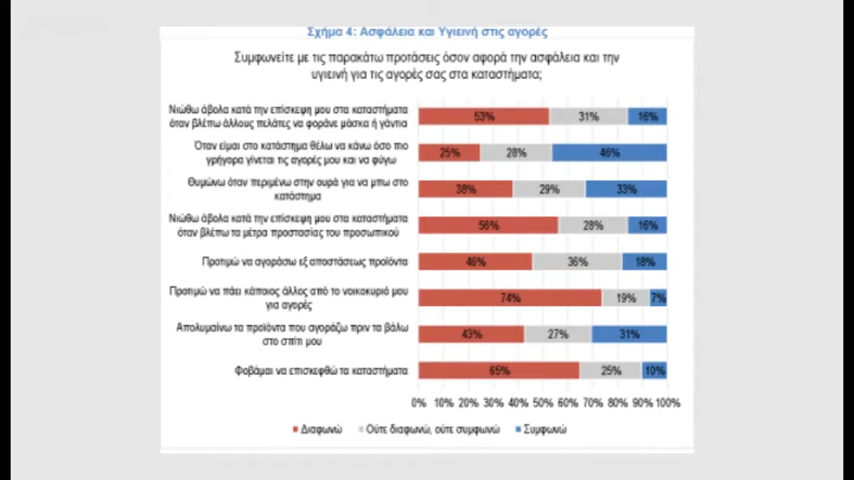 Σχήμα 4: Ασφάλεια και Υγιεινή στις αγορές
Συμφωνείτε με τις παρακάτω προτάσεις όσον αφορά την ασφάλεια και την
υγιεινή για τις αγορές σας στα καταστήματα;
Νιώθω άβολα κατά την επίσκεψη μου στα καταστήματα
όταν βλέπω άλλους πελάτες να φοράνε μάσκα ή γάντια
53% 31% 16%
Όταν είμαι στο κατάστημα θέλω να κάνω όσο πιο
γρήγορα γίνεται τις αγορές μου και να φύγω
25% 28% 46%
Θυμώνω όταν περιμένω στην ουρά για να μπω στο
κατάστημα
38% 29% 33%
Νιώθω άβολα κατά την επίσκεψη μου στα καταστήματα
όταν βλέπω τα μέτρα προστασίας του προσωπικού
56% 28% 16%
Προτιμώ να αγοράσω εξ αποστάσεως προϊόντα
46% 36% 18%
Προτιμώ να πάει κάποιος άλλος από το νοικοκυριό μου
για αγορές
74% 19% 7%
Απολυμαίνω τα προϊόντα που αγοράζω πριν τα βάλω
στο σπίτι μου
43% 27% 31%
Φοβάμαι να επισκεφθώ τα καταστήματα
65% 25% 10%
0% 10% 20% 30% 40% 50% 60% 70% 80% 90% 100%
Διαφωνώ Ούτε διαφωνώ, ούτε συμφωνώ Συμφωνώ